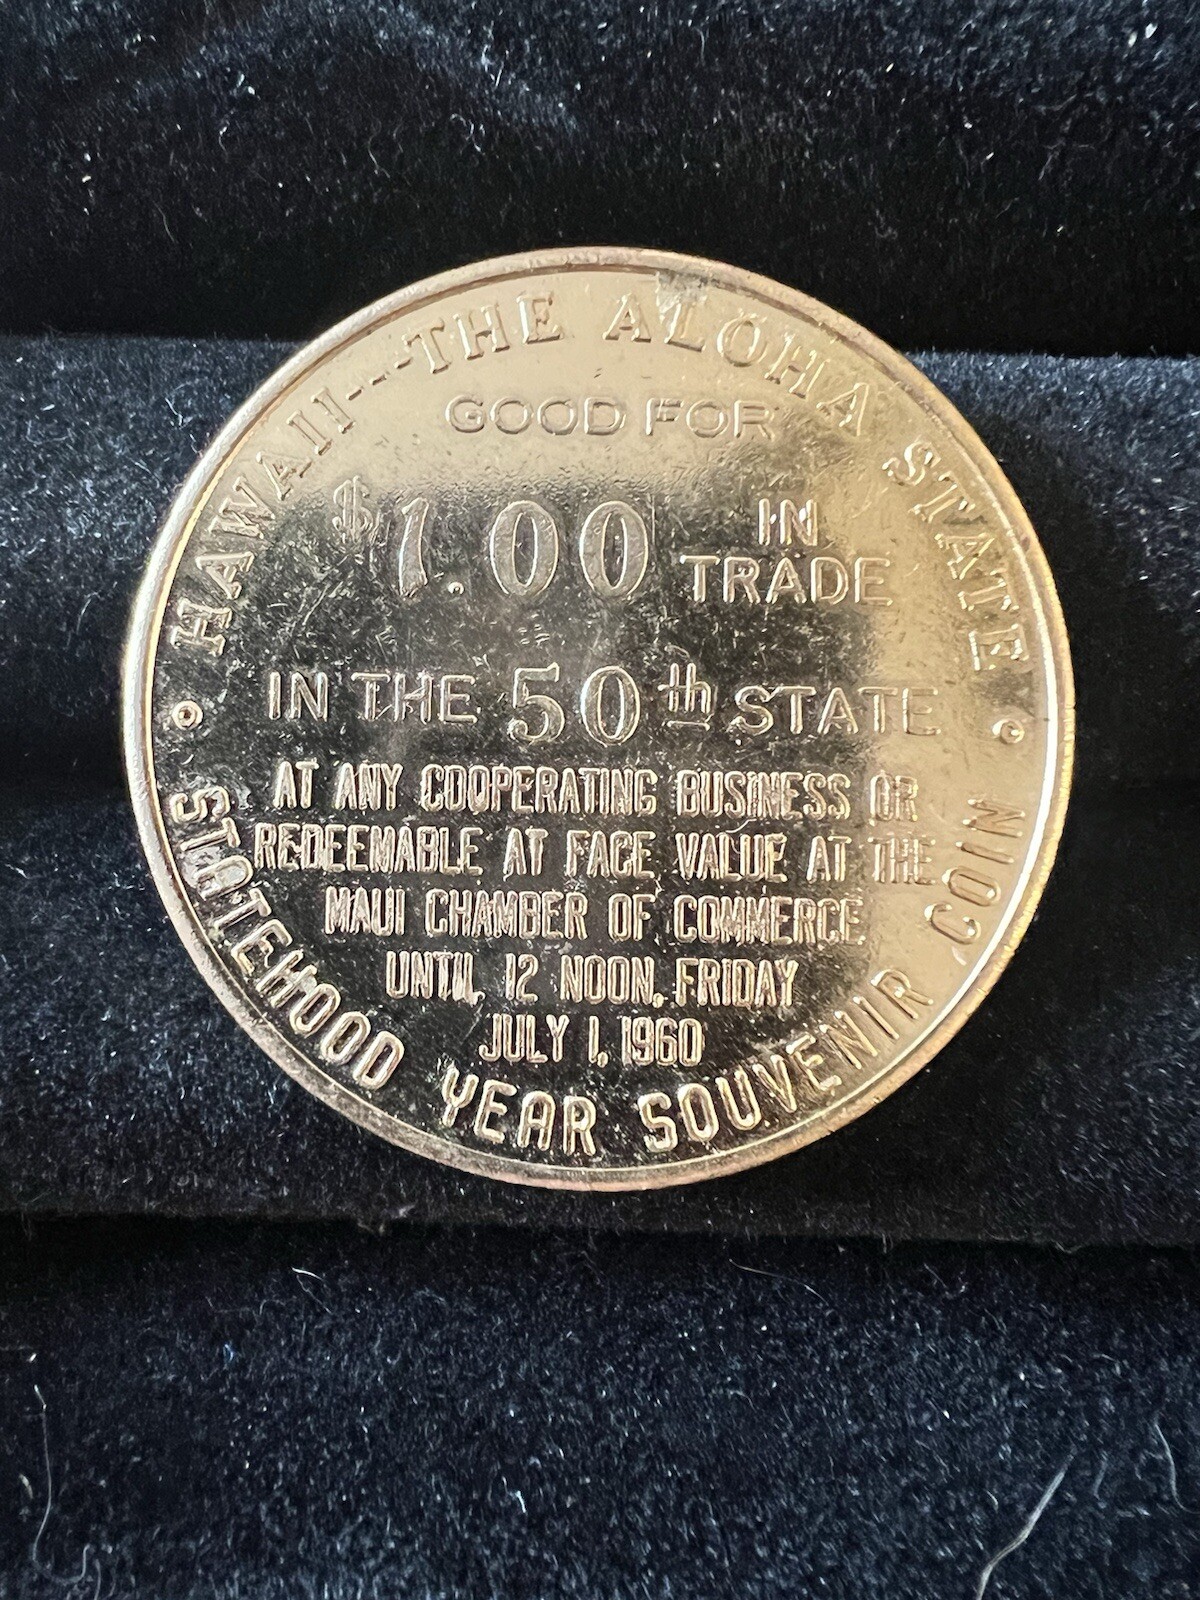 HAWAII---THE ALOHA STATE
GOOD FOR
$1.00 IN TRADE
IN THE 50th STATE
AT ANY COOPERATING BUSINESS OR
REDEEMABLE AT FACE VALUE AT THE
MAUI CHAMBER OF COMMERCE
UNTIL 12 NOON, FRIDAY
JULY 1, 1960
STATEHOOD YEAR SOUVENIR COIN